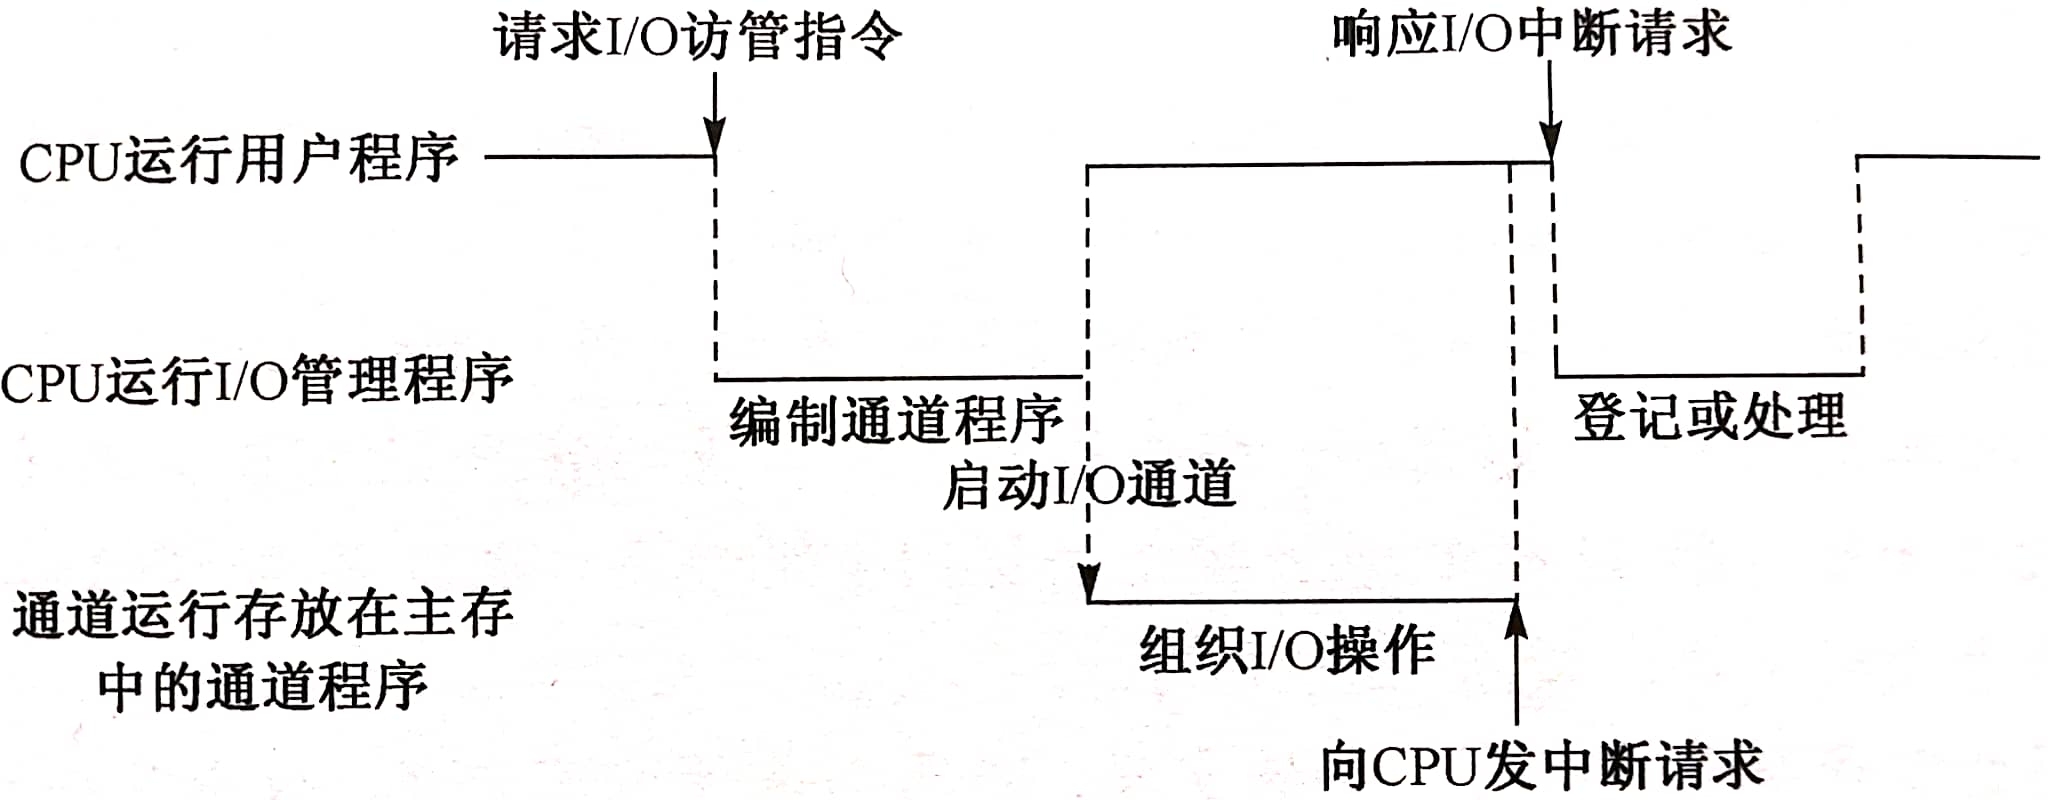 请求I/O访管指令
响应I/O中断请求
CPU运行用户程序
CPU运行I/O管理程序
编制通道程序
登记或处理
启动I/O通道
通道运行存放在主存
中的通道程序
组织I/O操作
向CPU发中断请求